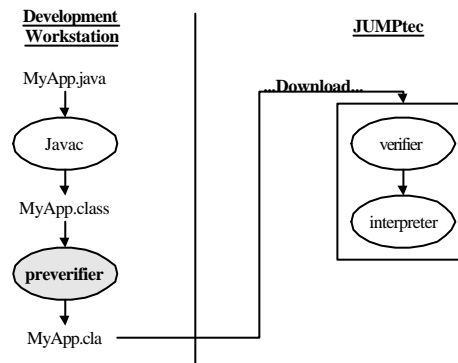 Development
Workstation
MyApp.java
Javac
MyApp.class
preverifier
MyApp.cla
JUMPtec
...Download...
verifier
interpreter